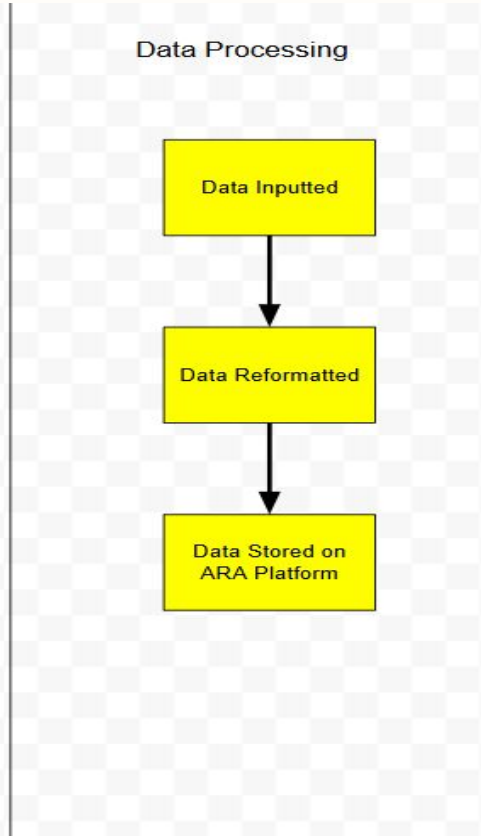 Data Processing
Data Inputted
Data Reformatted
Data Stored on
ARA Platform